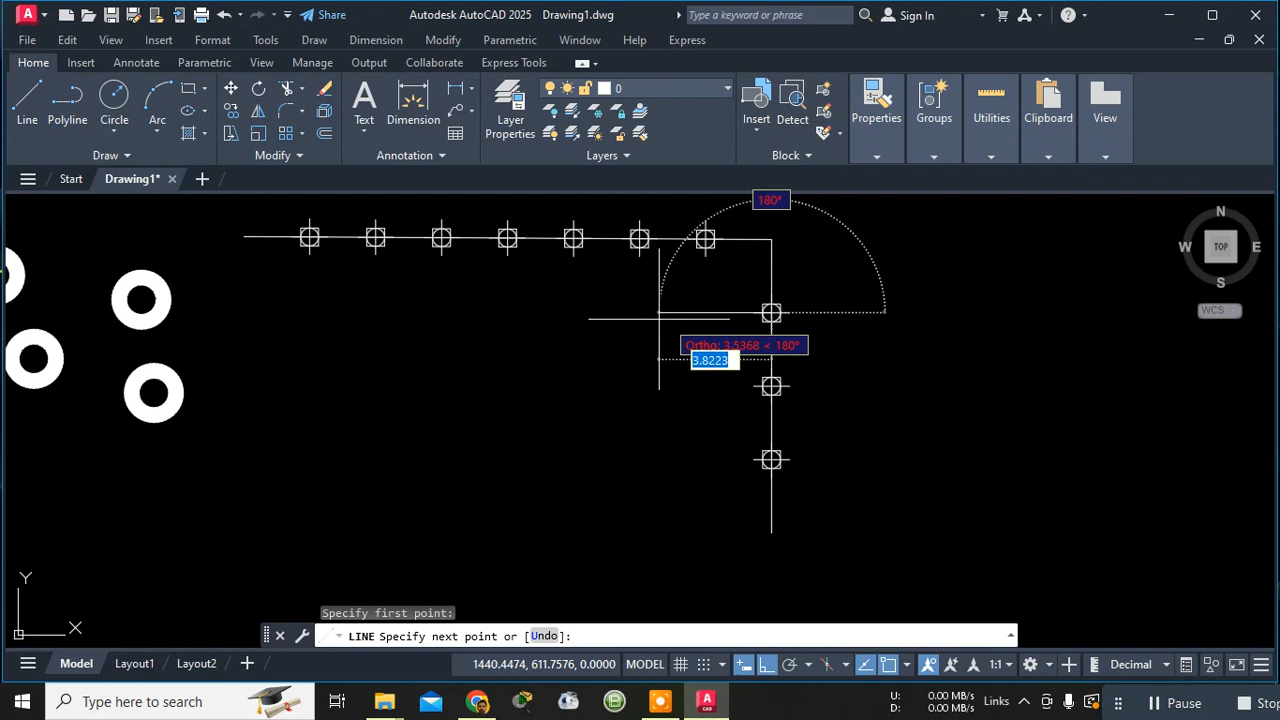 Share
Autodesk AutoCAD 2025 Drawing1.dwg
Type a keyword or phrase
Sign In
File Edit View Insert Format Tools Draw Dimension Modify Parametric Window Help Express
Home Insert Annotate Parametric View Manage Output Collaborate Express Tools
0
Line Polyline Circle Arc
Text Dimension
Layer
Properties
Insert Detect
Properties Groups Utilities Clipboard View
Draw Modify Annotation Layers Block
Start Drawing1*
180°
N
W TOP E
S
WCS
Ortho: 3.5368 < 180°
3.8223
Y
X
Specify first point:
LINE Specify next point or [Undo]:
Model Layout1 Layout2
1440.4474, 611.7576, 0.0000 MODEL
1:1
Decimal
Type here to search
U: 0.00 MB/s
D: 0.00 MB/s
Links
Pause
Stop